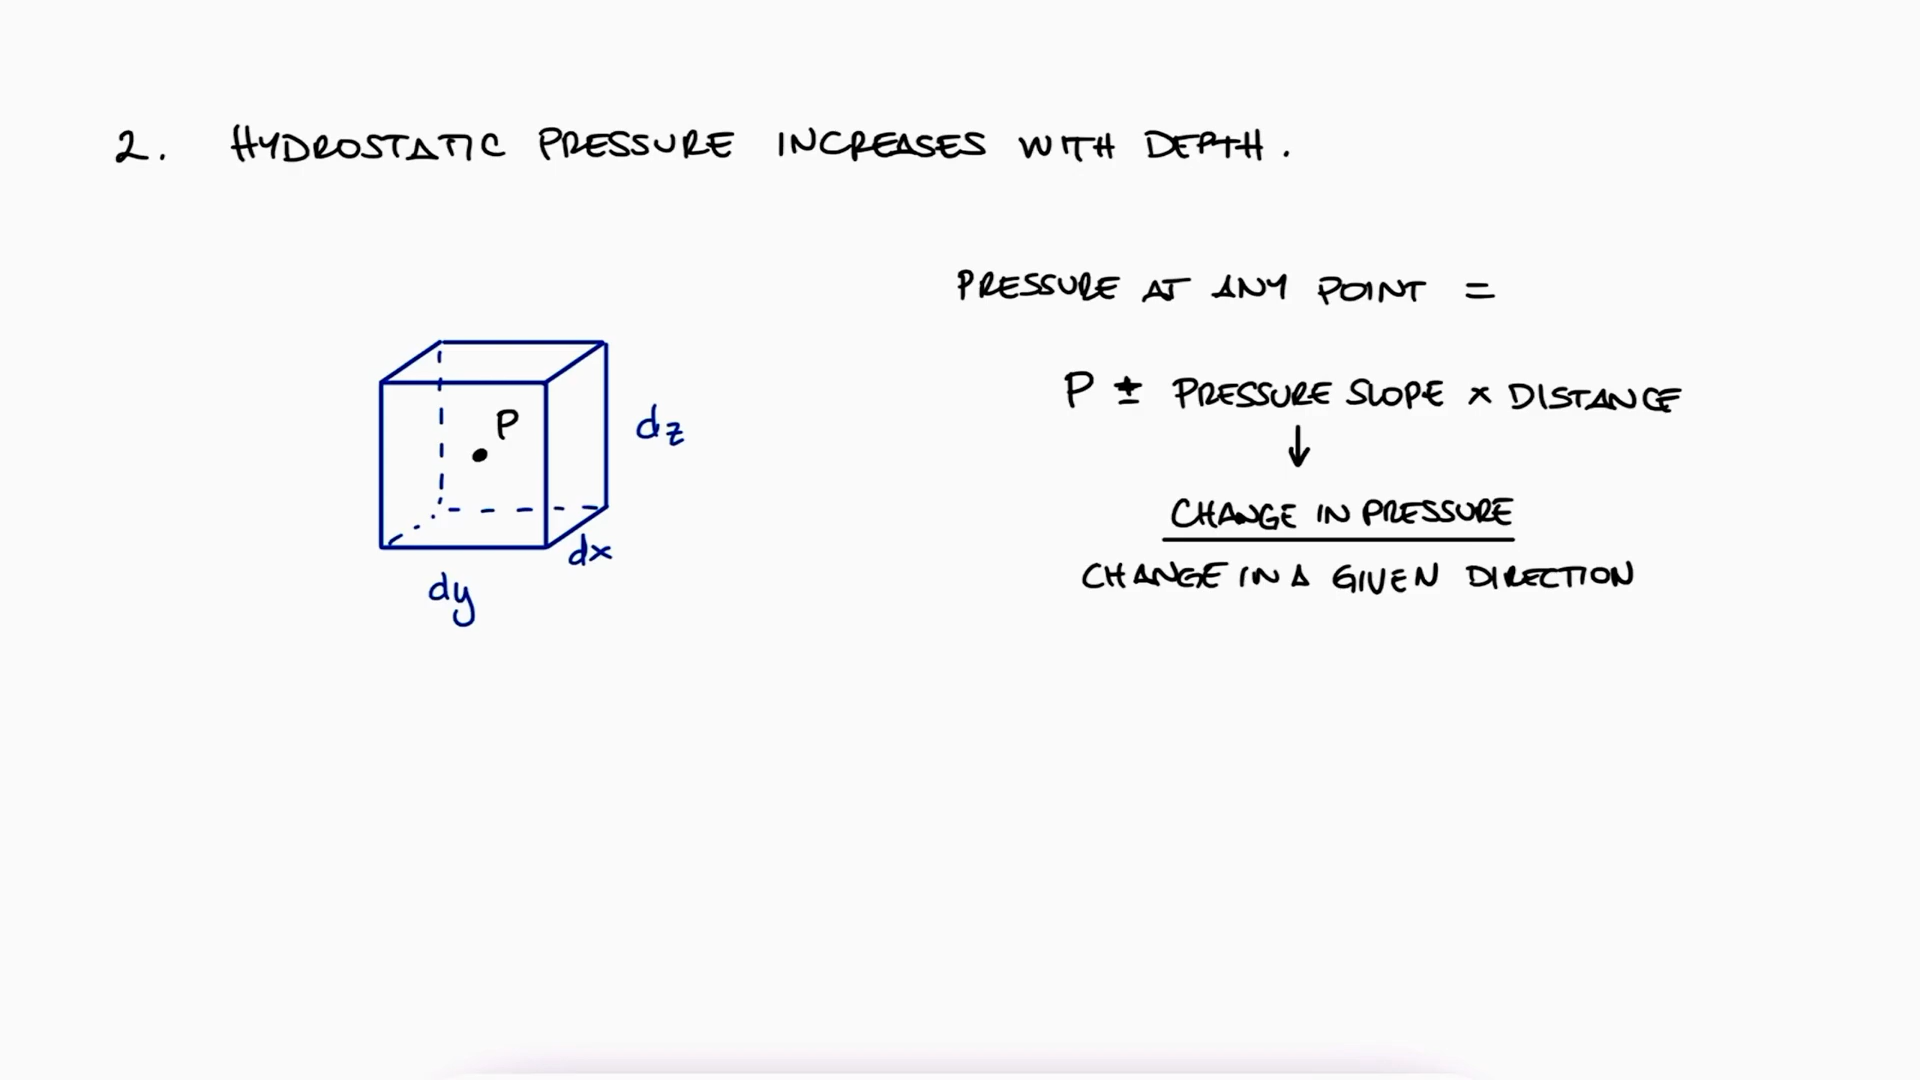 2. HYDROSTATIC PRESSURE INCREASES WITH DEPTH.
PRESSURE AT ANY POINT =
P ± PRESSURE SLOPE × DISTANCE
↓
CHANGE IN PRESSURE
CHANGE IN A GIVEN DIRECTION
P
dz
dx
dy